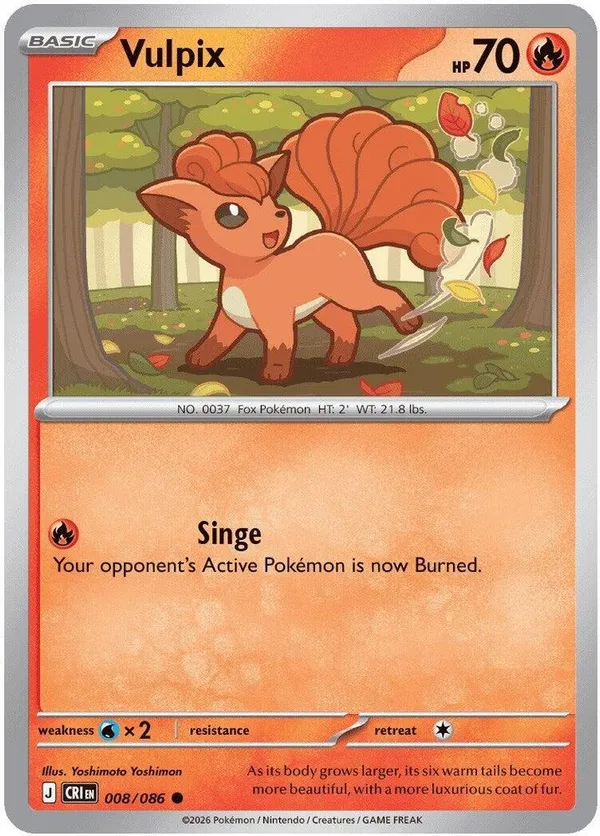 BASIC Vulpix HP 70
NO. 0037 Fox Pokémon HT: 2' WT: 21.8 lbs.
Singe
Your opponent's Active Pokémon is now Burned.
weakness ×2 resistance retreat
Illus. Yoshimoto Yoshimon
As its body grows larger, its six warm tails become
more beautiful, with a more luxurious coat of fur.
J CRI EN 008/086
©2026 Pokémon / Nintendo / Creatures / GAME FREAK